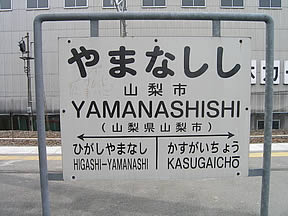 やまなしし
山梨市
YAMANASHISHI
(山梨県山梨市)
ひがしやまなし かすがいちょう
HIGASHI-YAMANASHI KASUGAICHŌ